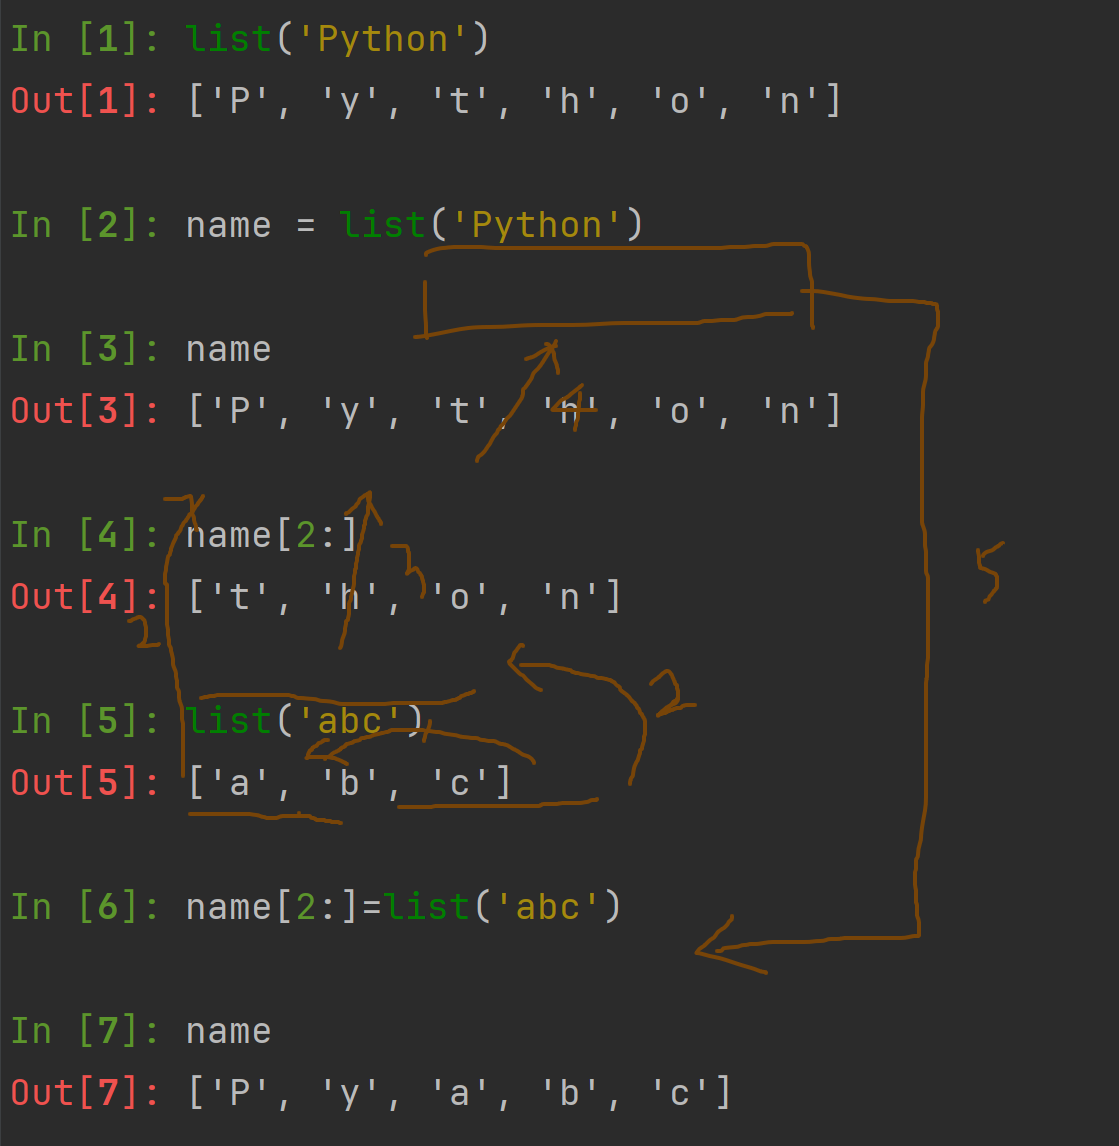 In [1]: list('Python')
Out[1]: ['P', 'y', 't', 'h', 'o', 'n']
In [2]: name = list('Python')
In [3]: name
Out[3]: ['P', 'y', 't', 'h', 'o', 'n']
4
In [4]: name[2:]
5
Out[4]: ['t', 'h', 'o', 'n']
2
2
In [5]: list('abc')
Out[5]: ['a', 'b', 'c']
In [6]: name[2:]=list('abc')
In [7]: name
Out[7]: ['P', 'y', 'a', 'b', 'c']